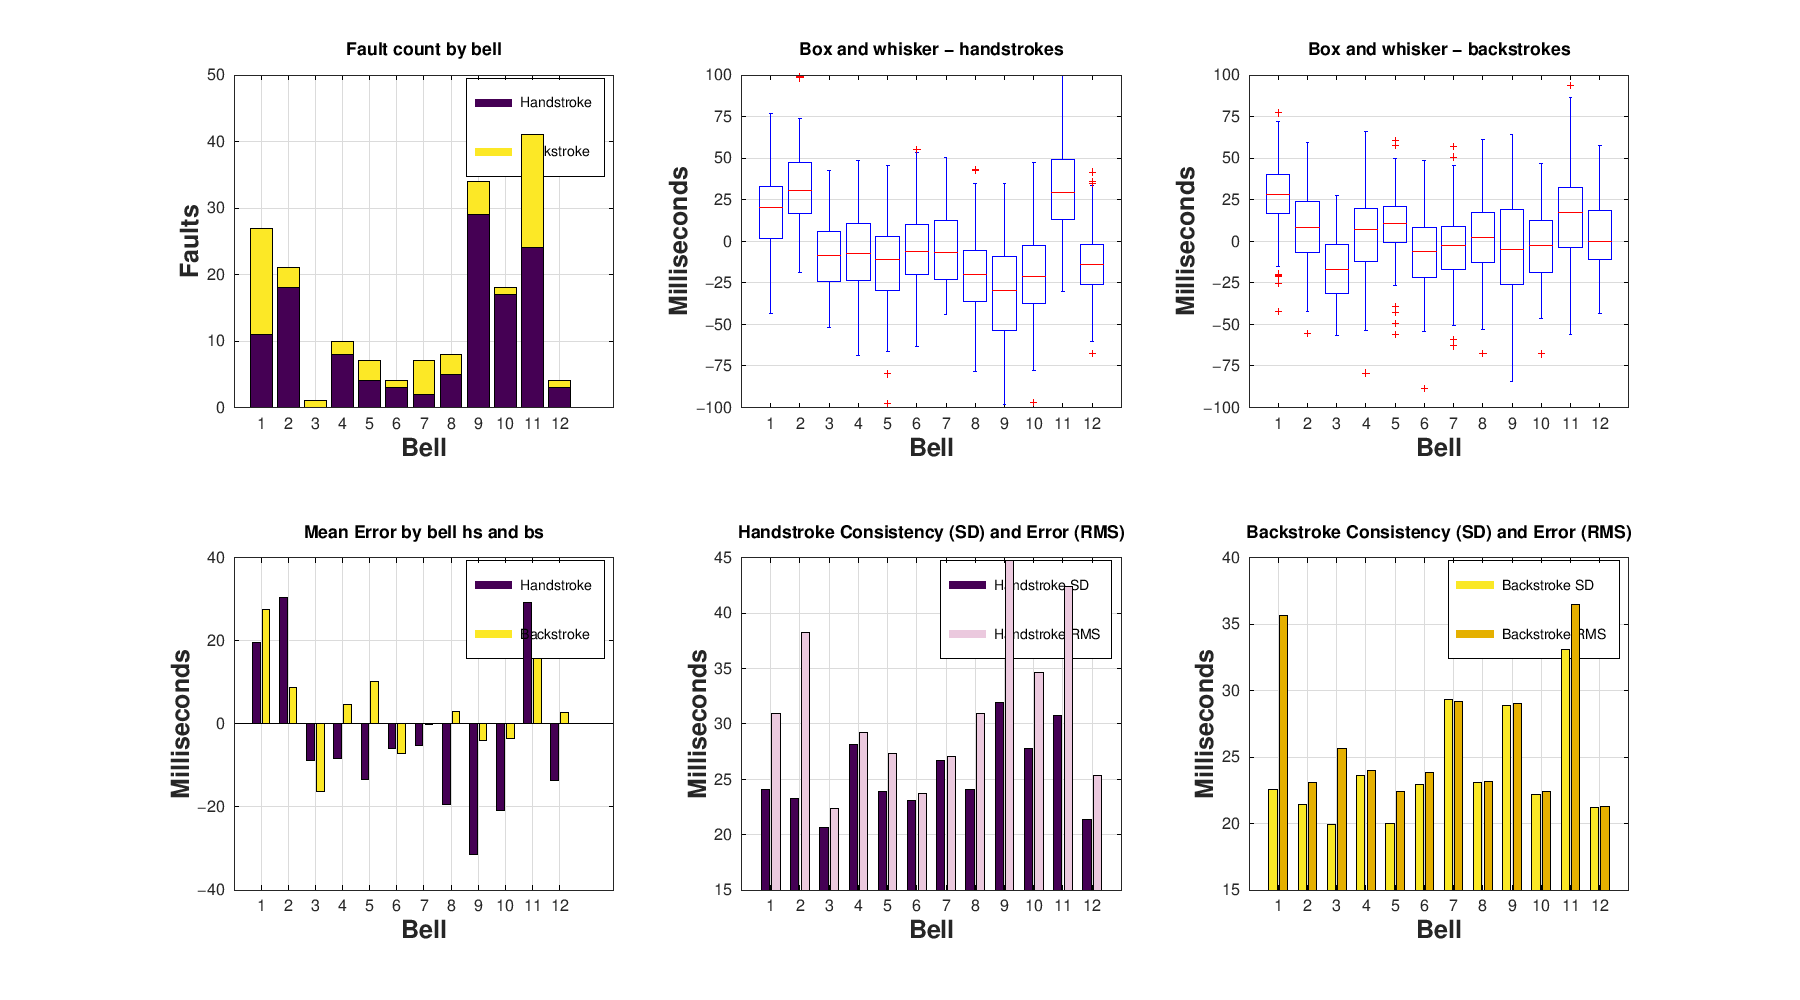 Fault count by bell
50
40
30
20
10
0
Faults
1 2 3 4 5 6 7 8 9 10 11 12
Bell
Handstroke
kstroke
Box and whisker – handstrokes
100
75
50
25
0
−25
−50
−75
−100
Milliseconds
1 2 3 4 5 6 7 8 9 10 11 12
Bell
Box and whisker – backstrokes
100
75
50
25
0
−25
−50
−75
−100
Milliseconds
1 2 3 4 5 6 7 8 9 10 11 12
Bell
Mean Error by bell hs and bs
40
20
0
−20
−40
Milliseconds
1 2 3 4 5 6 7 8 9 10 11 12
Bell
Handstroke
Backstroke
Handstroke Consistency (SD) and Error (RMS)
45
40
35
30
25
20
15
Milliseconds
1 2 3 4 5 6 7 8 9 10 11 12
Bell
Handstroke SD
Handstroke RMS
Backstroke Consistency (SD) and Error (RMS)
40
35
30
25
20
15
Milliseconds
1 2 3 4 5 6 7 8 9 10 11 12
Bell
Backstroke SD
Backstroke RMS